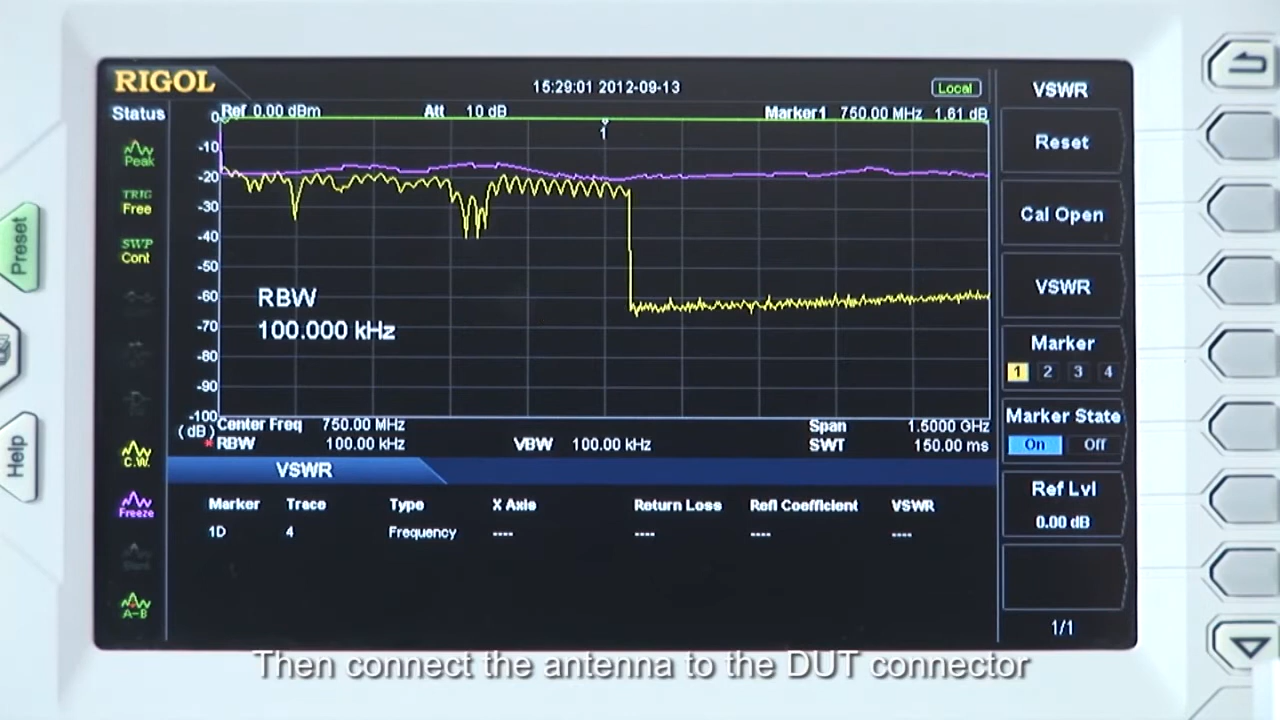 RIGOL
15:29:01 2012-09-13
Local
VSWR
Status
Ref 0.00 dBm
Att 10 dB
Marker1 750.00 MHz 1.61 dB
Reset
Cal Open
VSWR
Marker
1 2 3 4
Marker State
On Off
Ref Lvl
0.00 dB
1/1
Peak
TRIG
Free
SWP
Cont
C.W.
Freeze
A-B
0
-10
-20
-30
-40
-50
-60
-70
-80
-90
-100
(dB)
1
RBW
100.000 kHz
Center Freq 750.00 MHz
Span 1.5000 GHz
*RBW 100.00 kHz
VBW 100.00 kHz
SWT 150.00 ms
VSWR
Marker Trace Type X Axis Return Loss Refl Coefficient VSWR
1D 4 Frequency ---- ---- ---- ----
Preset
Help
Then connect the antenna to the DUT connector